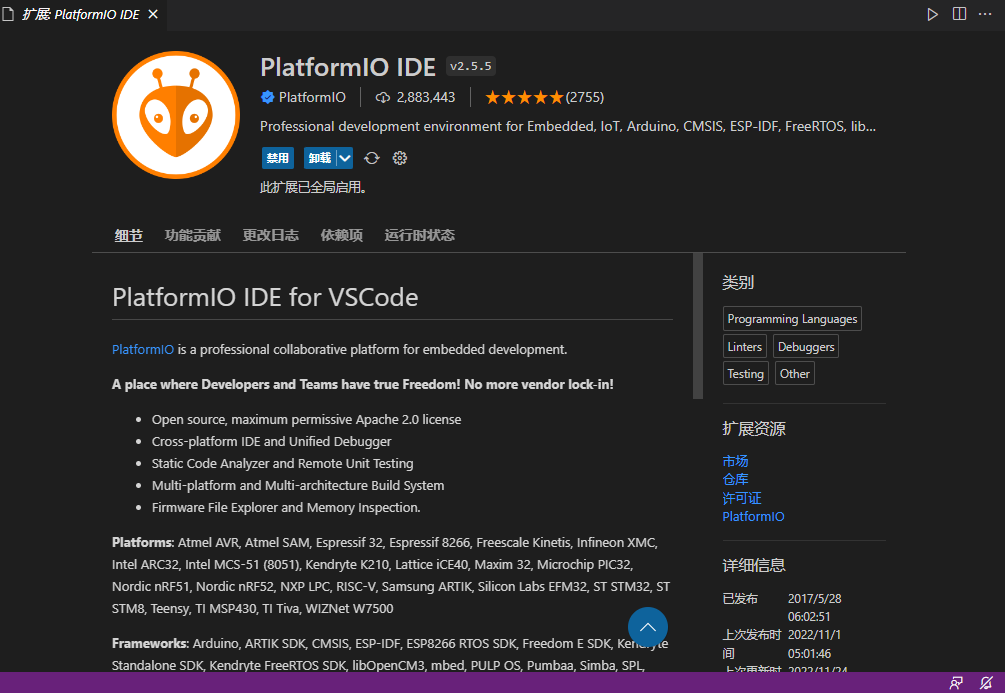 扩展: PlatformIO IDE
PlatformIO IDE v2.5.5
PlatformIO 2,883,443 (2755)
Professional development environment for Embedded, IoT, Arduino, CMSIS, ESP-IDF, FreeRTOS, lib...
禁用 卸载
此扩展已全局启用。
细节 功能贡献 更改日志 依赖项 运行时状态
PlatformIO IDE for VSCode
PlatformIO is a professional collaborative platform for embedded development.
A place where Developers and Teams have true Freedom! No more vendor lock-in!
• Open source, maximum permissive Apache 2.0 license
• Cross-platform IDE and Unified Debugger
• Static Code Analyzer and Remote Unit Testing
• Multi-platform and Multi-architecture Build System
• Firmware File Explorer and Memory Inspection.
Platforms: Atmel AVR, Atmel SAM, Espressif 32, Espressif 8266, Freescale Kinetis, Infineon XMC,
Intel ARC32, Intel MCS-51 (8051), Kendryte K210, Lattice iCE40, Maxim 32, Microchip PIC32,
Nordic nRF51, Nordic nRF52, NXP LPC, RISC-V, Samsung ARTIK, Silicon Labs EFM32, ST STM32, ST
STM8, Teensy, TI MSP430, TI Tiva, WIZNet W7500
Frameworks: Arduino, ARTIK SDK, CMSIS, ESP-IDF, ESP8266 RTOS SDK, Freedom E SDK, Kendryte
Standalone SDK, Kendryte FreeRTOS SDK, libOpenCM3, mbed, PULP OS, Pumbaa, Simba, SPL,
类别
Programming Languages
Linters Debuggers
Testing Other
扩展资源
市场
仓库
许可证
PlatformIO
详细信息
已发布 2017/5/28
06:02:51
上次发布时 2022/11/1
间 05:01:46
上次更新时 2022/11/24